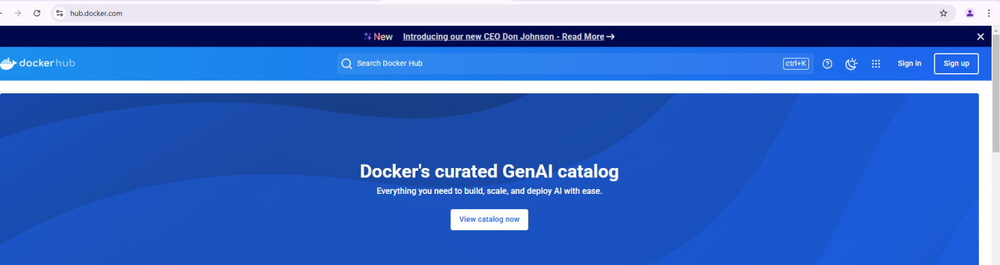 hub.docker.com
New Introducing our new CEO Don Johnson - Read More →
dockerhub
Search Docker Hub
ctrl+K
Sign in
Sign up
Docker's curated GenAI catalog
Everything you need to build, scale, and deploy AI with ease.
View catalog now